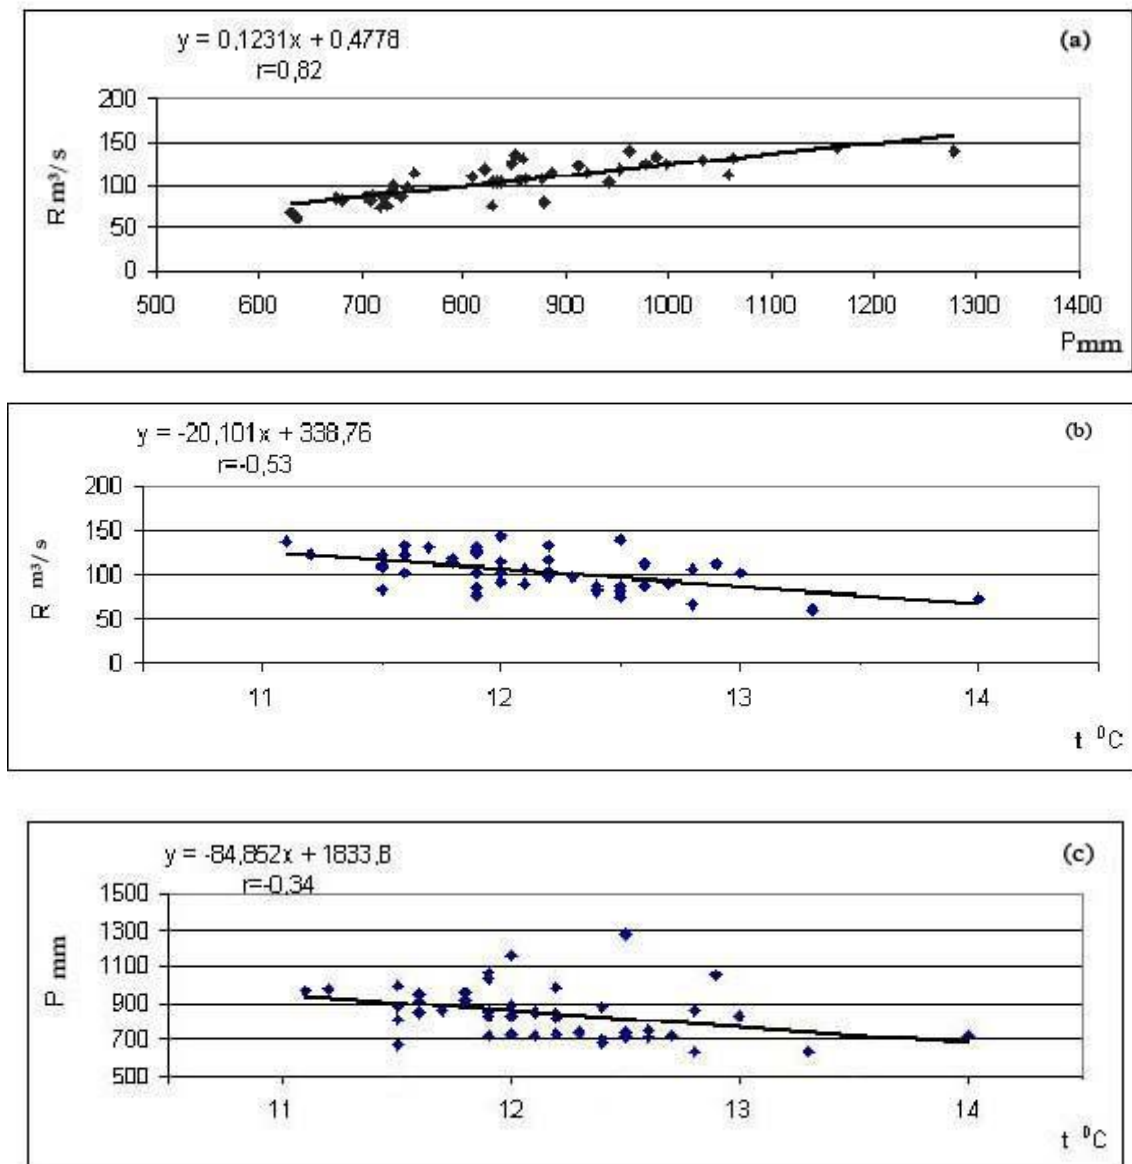 y = 0,1231x + 0,4778
(a)
r=0,82
R m³/s
200
150
100
50
0
500 600 700 800 900 1000 1100 1200 1300 1400
Pmm
y = -20,101x + 338,76
(b)
r=-0,53
R m³/s
200
150
100
50
0
11 12 13 14
t ⁰C
y = -84,852x + 1833,8
(c)
r=-0,34
P mm
1500
1300
1100
900
700
500
11 12 13 14
t ⁰C